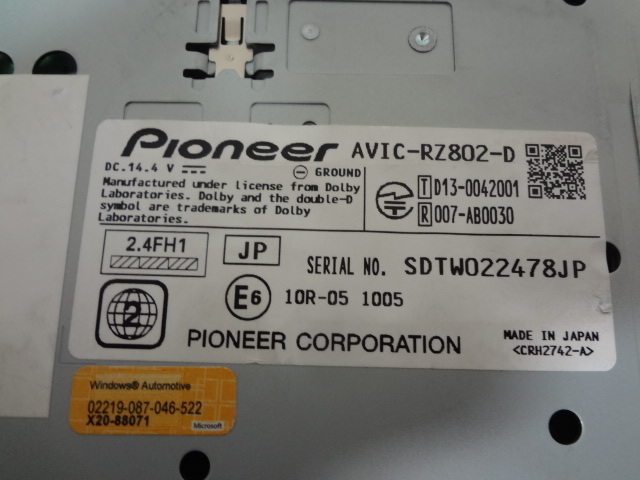 Pioneer AVIC-RZ802-D
DC.14.4 V
GROUND
Manufactured under license from Dolby
Laboratories. Dolby and the double-D
symbol are trademarks of Dolby
Laboratories.
T D13-0042001
R 007-AB0030
2.4FH1
JP
SERIAL NO. SDTW022478JP
2
E6 10R-05 1005
PIONEER CORPORATION
MADE IN JAPAN
<CRH2742-A>
Windows® Automotive
02219-087-046-522
X20-88071
Microsoft